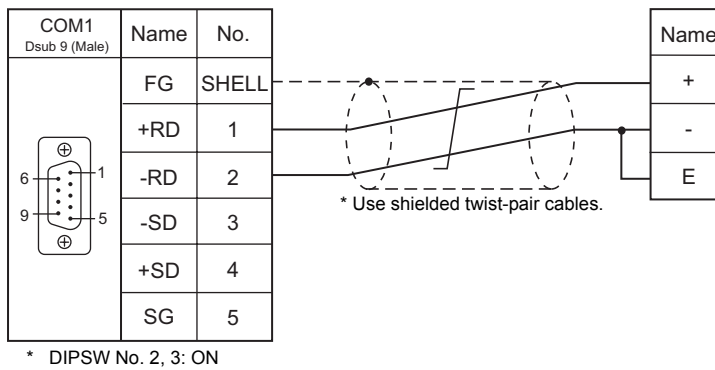 COM1
Dsub 9 (Male)
Name
No.
Name
FG
SHELL
+
+RD
1
-
-RD
2
E
6
1
9
5
* Use shielded twist-pair cables.
-SD
3
+SD
4
SG
5
* DIPSW No. 2, 3: ON